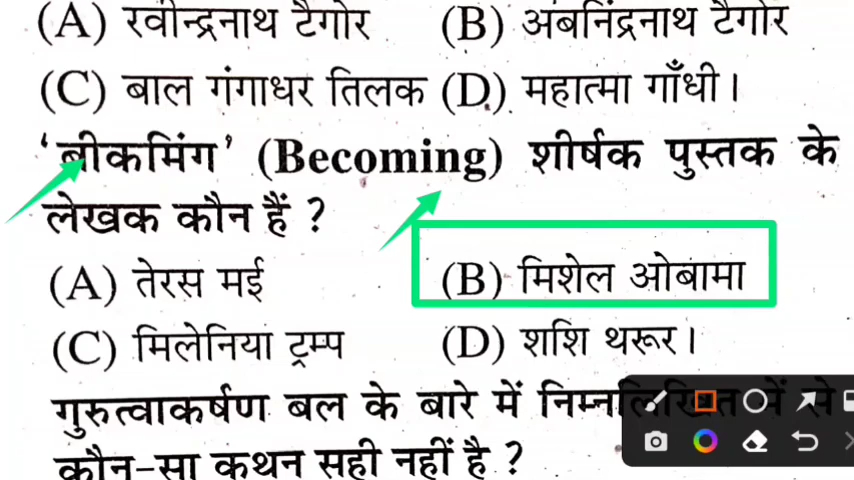 (A) रवीन्द्रनाथ टैगोर (B) अबनिंद्रनाथ टैगोर
(C) बाल गंगाधर तिलक (D) महात्मा गाँधी।
‘बीकमिंग’ (Becoming) शीर्षक पुस्तक के
लेखक कौन हैं ?
(A) तेरस मई (B) मिशेल ओबामा
(C) मिलेनिया ट्रम्प (D) शशि थरूर।
गुरुत्वाकर्षण बल के बारे में निम्नलिखित में से
कौन-सा कथन सही नहीं है ?